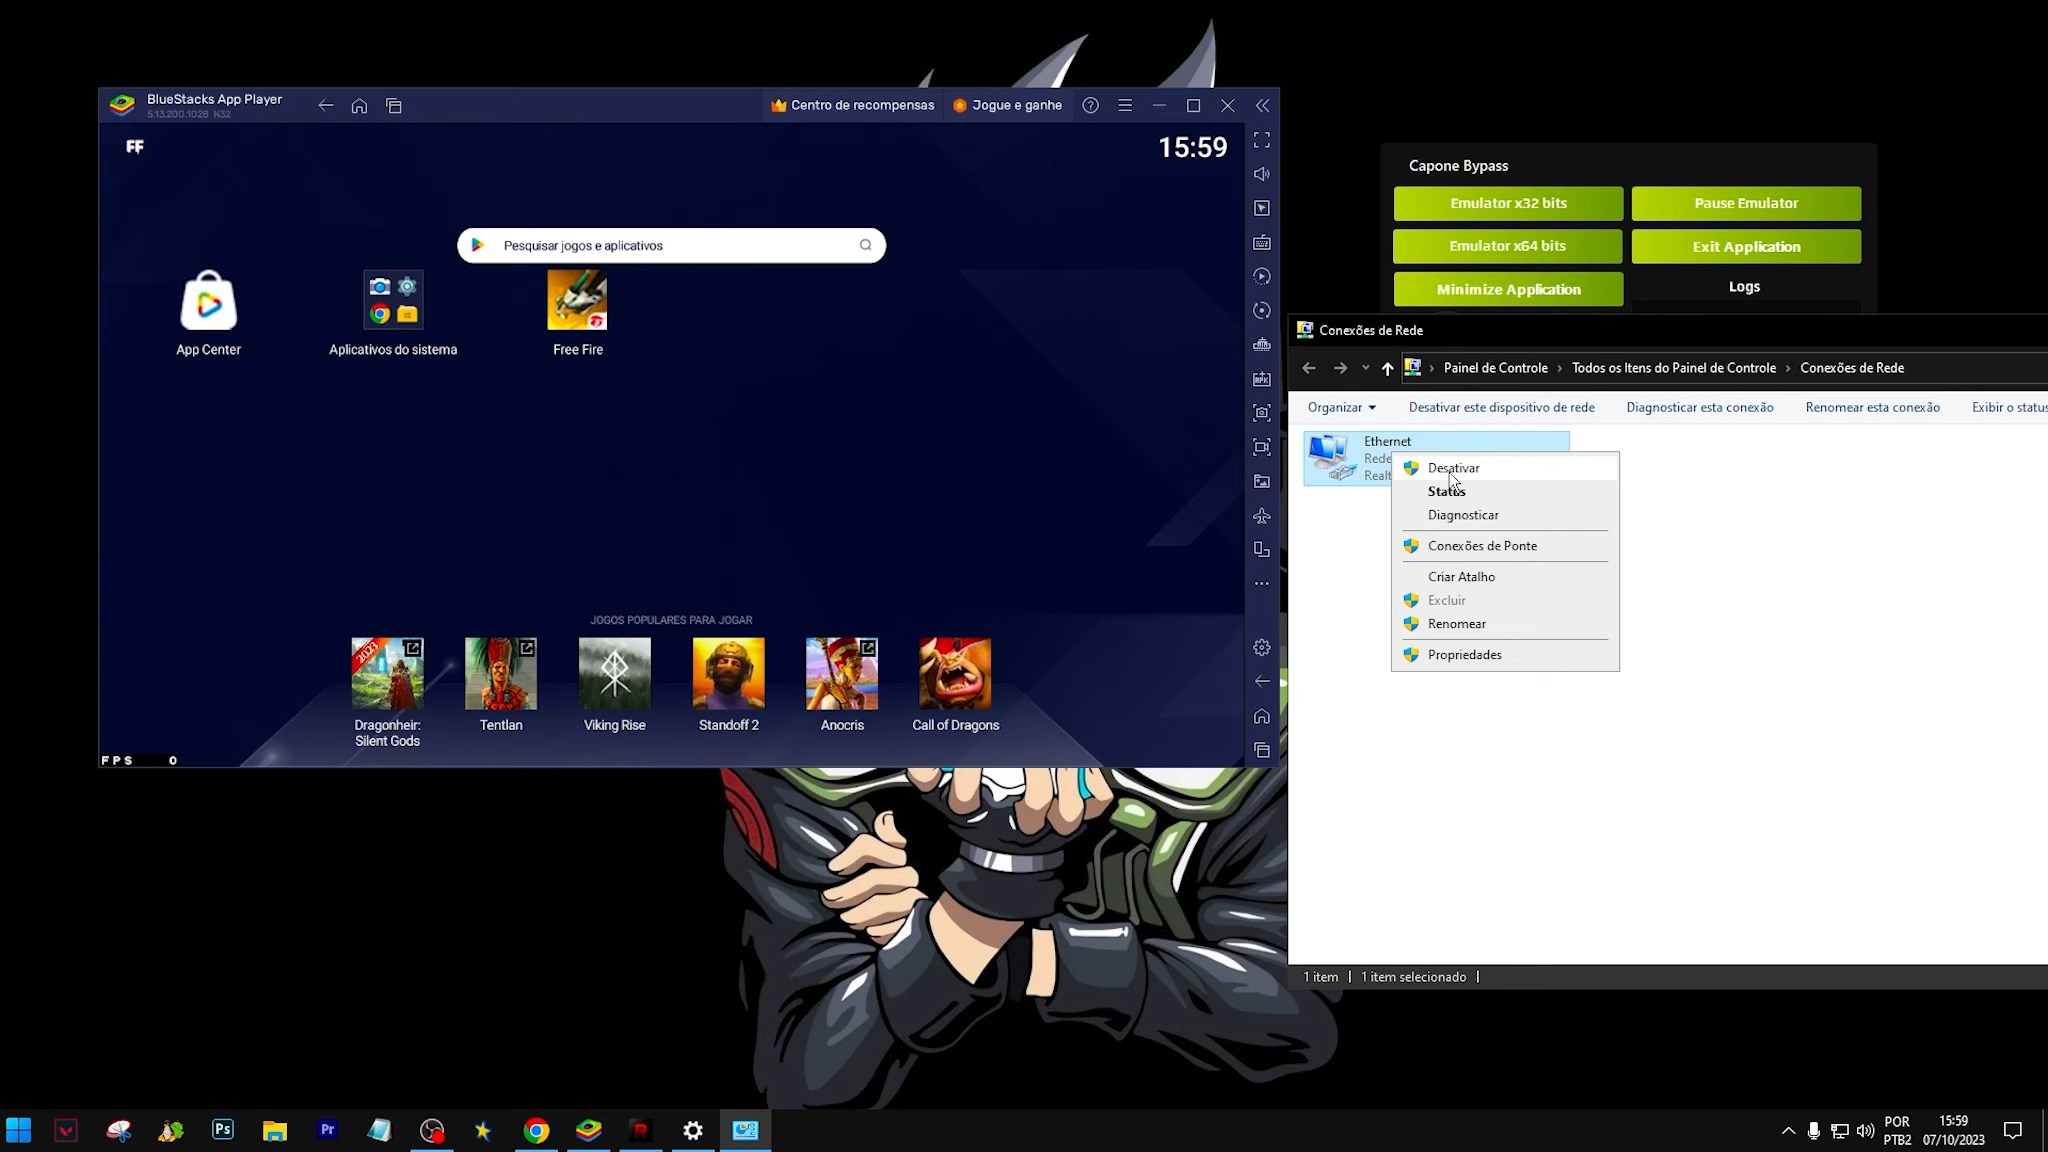 BlueStacks App Player
5.13.200.1028 N32
Centro de recompensas
Jogue e ganhe
FF
15:59
Pesquisar jogos e aplicativos
App Center
Aplicativos do sistema
Free Fire
JOGOS POPULARES PARA JOGAR
2023
Dragonheir:
Silent Gods
Tentlan
Viking Rise
Standoff 2
Anocris
Call of Dragons
FPS 0
Capone Bypass
Emulator x32 bits
Pause Emulator
Emulator x64 bits
Exit Application
Minimize Application
Logs
Conexões de Rede
Painel de Controle
Todos os Itens do Painel de Controle
Conexões de Rede
Organizar
Desativar este dispositivo de rede
Diagnosticar esta conexão
Renomear esta conexão
Exibir o status
Ethernet
Rede
Realt
Desativar
Status
Diagnosticar
Conexões de Ponte
Criar Atalho
Excluir
Renomear
Propriedades
1 item
1 item selecionado
Ps
Pr
POR
PTB2
15:59
07/10/2023